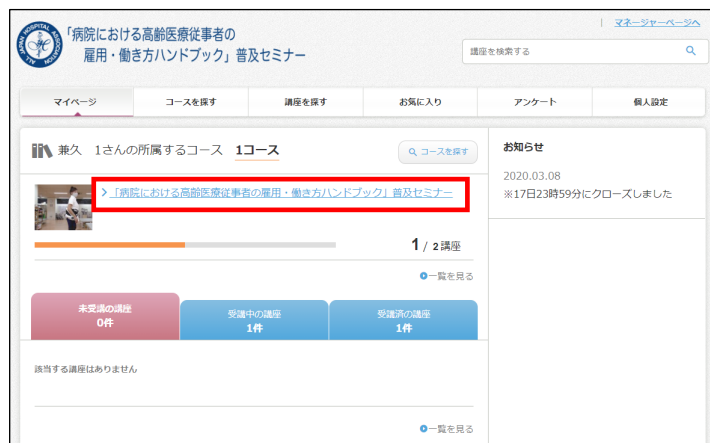 マネージャーページへ
ALL JAPAN HOSPITAL ASSOCIATION
「病院における高齢医療従事者の
雇用・働き方ハンドブック」普及セミナー
講座を検索する
マイページ
コースを探す
講座を探す
お気に入り
アンケート
個人設定
兼久 1さんの所属するコース 1コース
コースを探す
「病院における高齢医療従事者の雇用・働き方ハンドブック」普及セミナー
1 / 2講座
一覧を見る
未受講の講座
0件
受講中の講座
1件
受講済の講座
1件
該当する講座はありません
一覧を見る
お知らせ
2020.03.08
※17日23時59分にクローズしました